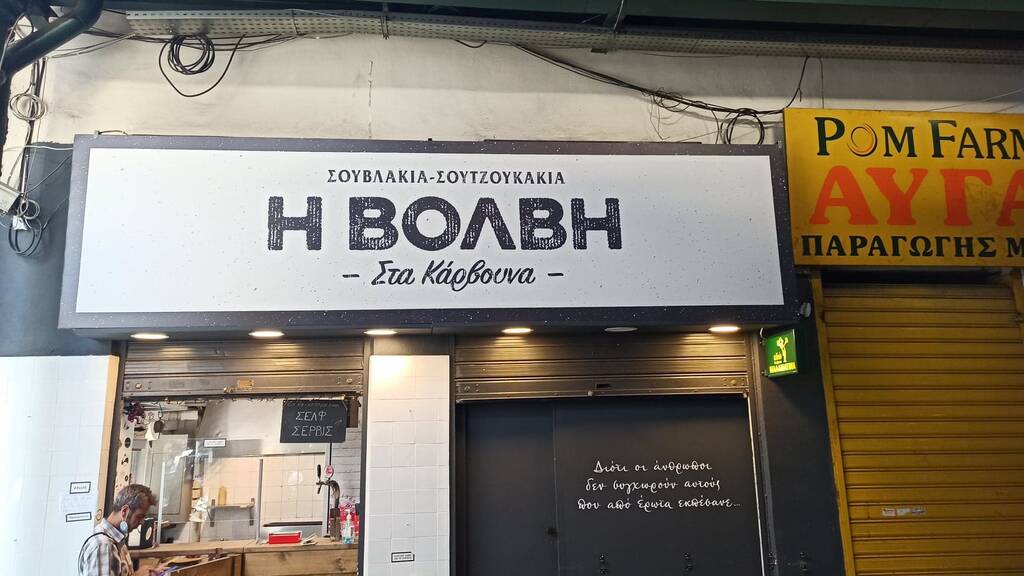 ΣΟΥΒΛΑΚΙΑ-ΣΟΥΤΖΟΥΚΑΚΙΑ
Η ΒΟΛΒΗ
- Στα Κάρβουνα -
POM FARM
ΑΥΓΑ
ΠΑΡΑΓΩΓΗΣ Μ
ΣΕΛΦ
ΣΕΡΒΙΣ
Διότι οι άνθρωποι
δεν συγχωρούν αυτούς
που από έρωτα εκπέσανε...